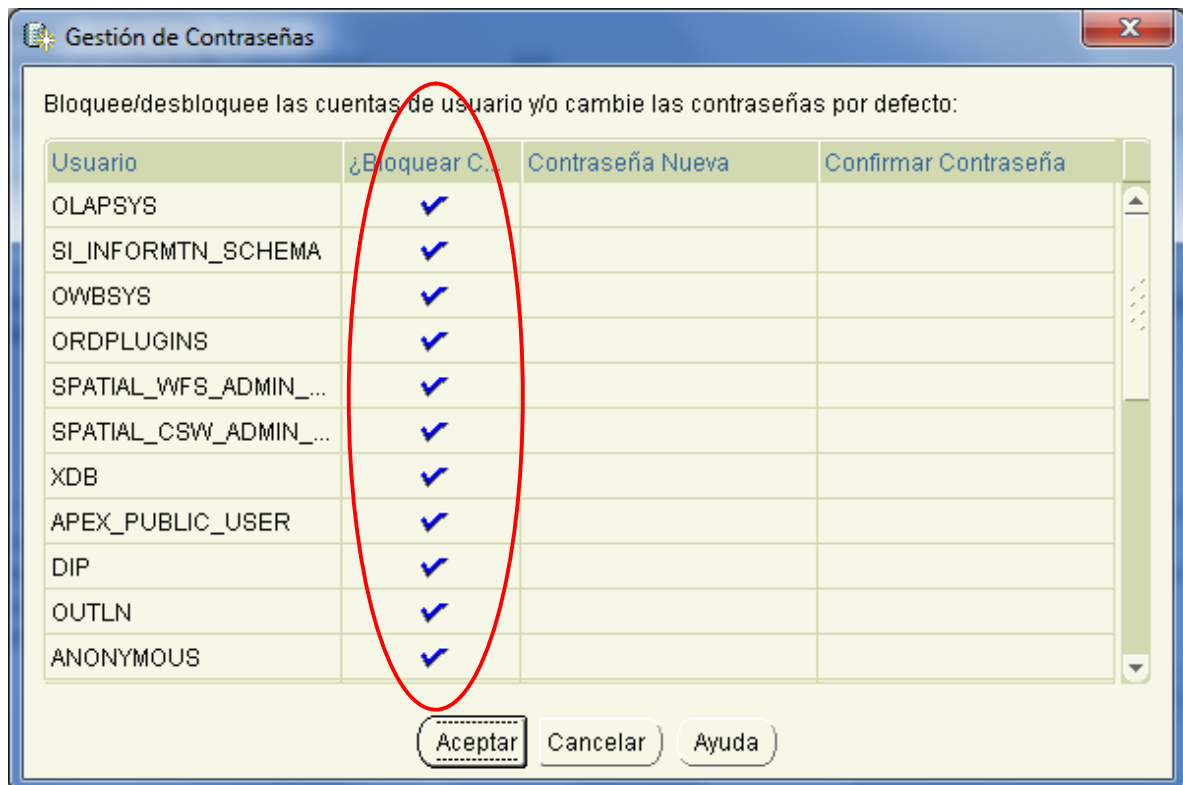 Gestión de Contraseñas
Bloquee/desbloquee las cuentas de usuario y/o cambie las contraseñas por defecto:
Usuario ¿Bloquear C... Contraseña Nueva Confirmar Contraseña
OLAPSYS
SI_INFORMTN_SCHEMA
OWBSYS
ORDPLUGINS
SPATIAL_WFS_ADMIN_...
SPATIAL_CSW_ADMIN_...
XDB
APEX_PUBLIC_USER
DIP
OUTLN
ANONYMOUS
Aceptar Cancelar Ayuda